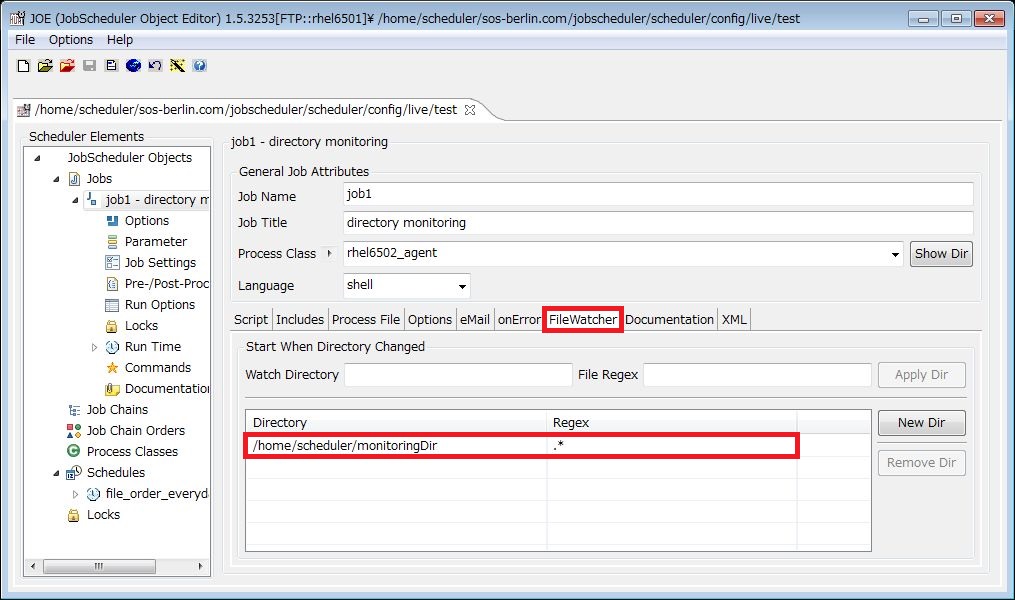 JOE (JobScheduler Object Editor) 1.5.3253[FTP::rhel6501]¥ /home/scheduler/sos-berlin.com/jobscheduler/scheduler/config/live/test
File Options Help
/home/scheduler/sos-berlin.com/jobscheduler/scheduler/config/live/test
Scheduler Elements
JobScheduler Objects
Jobs
job1 - directory m
Options
Parameter
Job Settings
Pre-/Post-Proc
Run Options
Locks
Run Time
Commands
Documentation
Job Chains
Job Chain Orders
Process Classes
Schedules
file_order_everyda
Locks
job1 - directory monitoring
General Job Attributes
Job Name job1
Job Title directory monitoring
Process Class rhel6502_agent Show Dir
Language shell
Script Includes Process File Options eMail onError FileWatcher Documentation XML
Start When Directory Changed
Watch Directory File Regex Apply Dir
Directory Regex New Dir
/home/scheduler/monitoringDir .*
Remove Dir